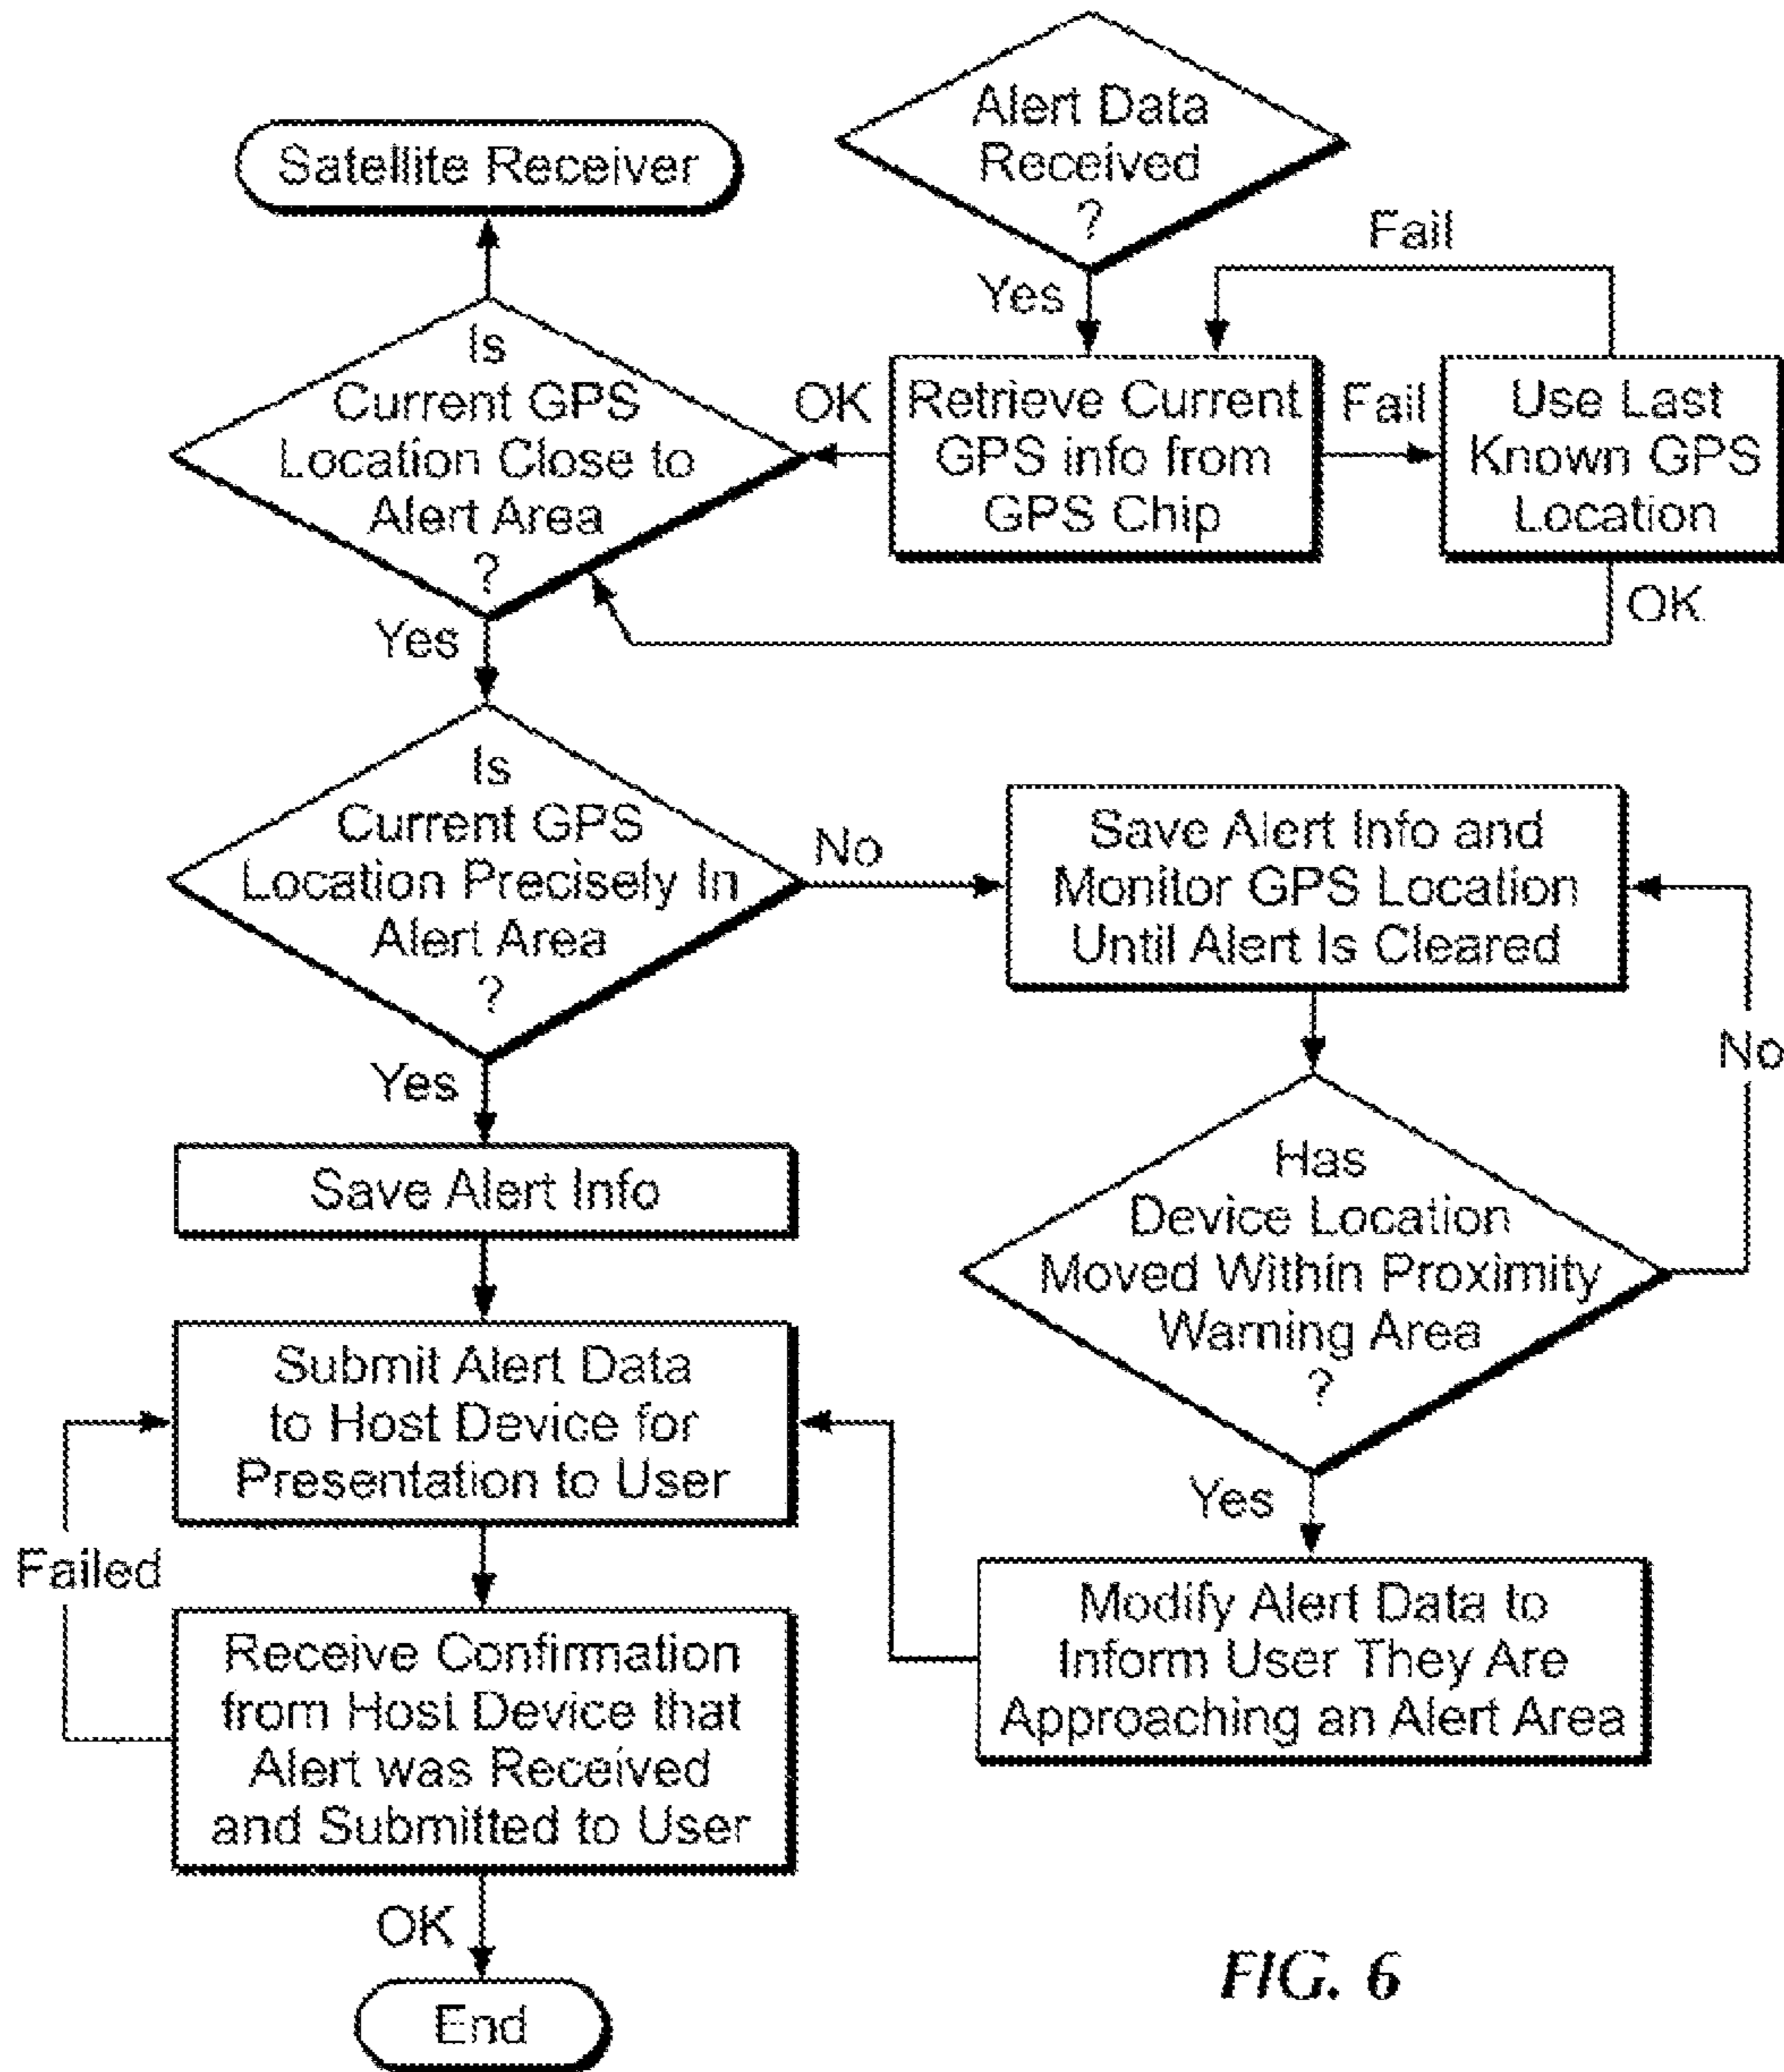 Alert Data
Received
?
Satellite Receiver
Fail
Yes
Is
Current GPS
Location Close to
Alert Area
?
OK
Retrieve Current
GPS info from
GPS Chip
Fail
Use Last
Known GPS
Location
OK
Yes
Is
Current GPS
Location Precisely In
Alert Area
?
No
Save Alert Info and
Monitor GPS Location
Until Alert Is Cleared
No
Yes
Save Alert Info
Has
Device Location
Moved Within Proximity
Warning Area
?
Submit Alert Data
to Host Device for
Presentation to User
Yes
Failed
Modify Alert Data to
Inform User They Are
Approaching an Alert Area
Receive Confirmation
from Host Device that
Alert was Received
and Submitted to User
OK
End
FIG. 6